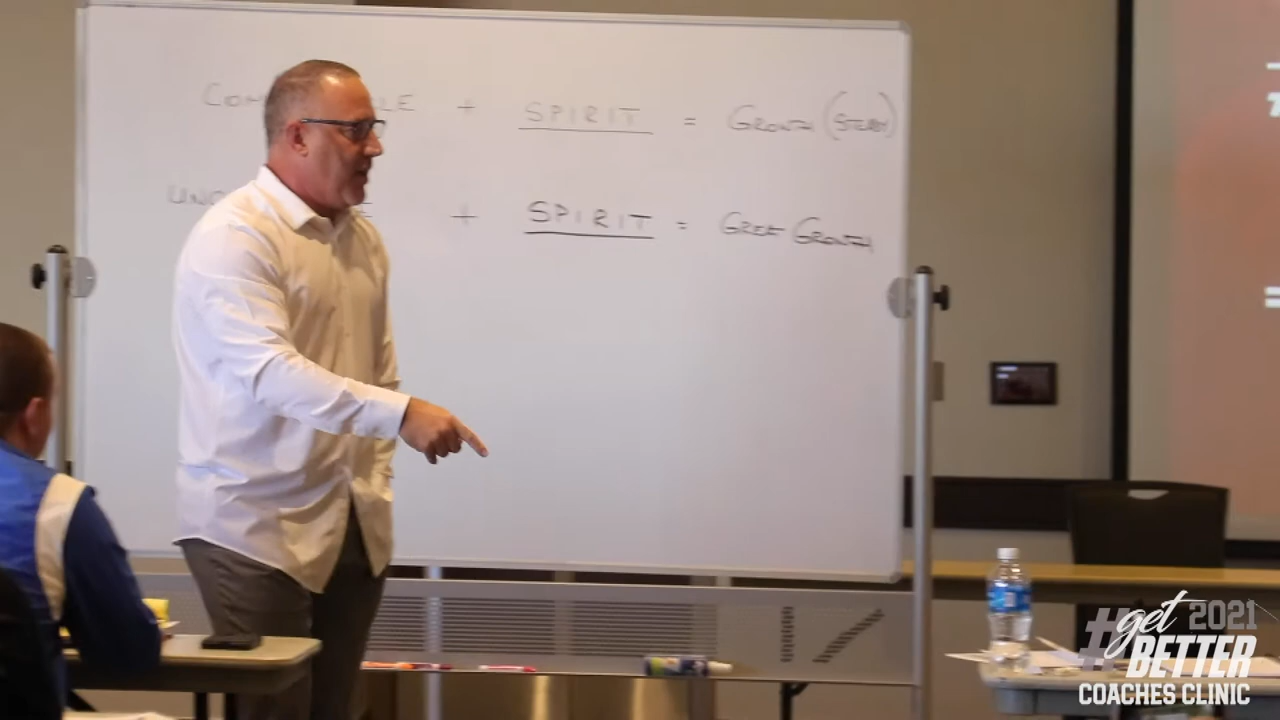 + SPIRIT = GROWTH (STEADY)
+ SPIRIT = GREAT GROWTH
#get 2021
BETTER
COACHES CLINIC